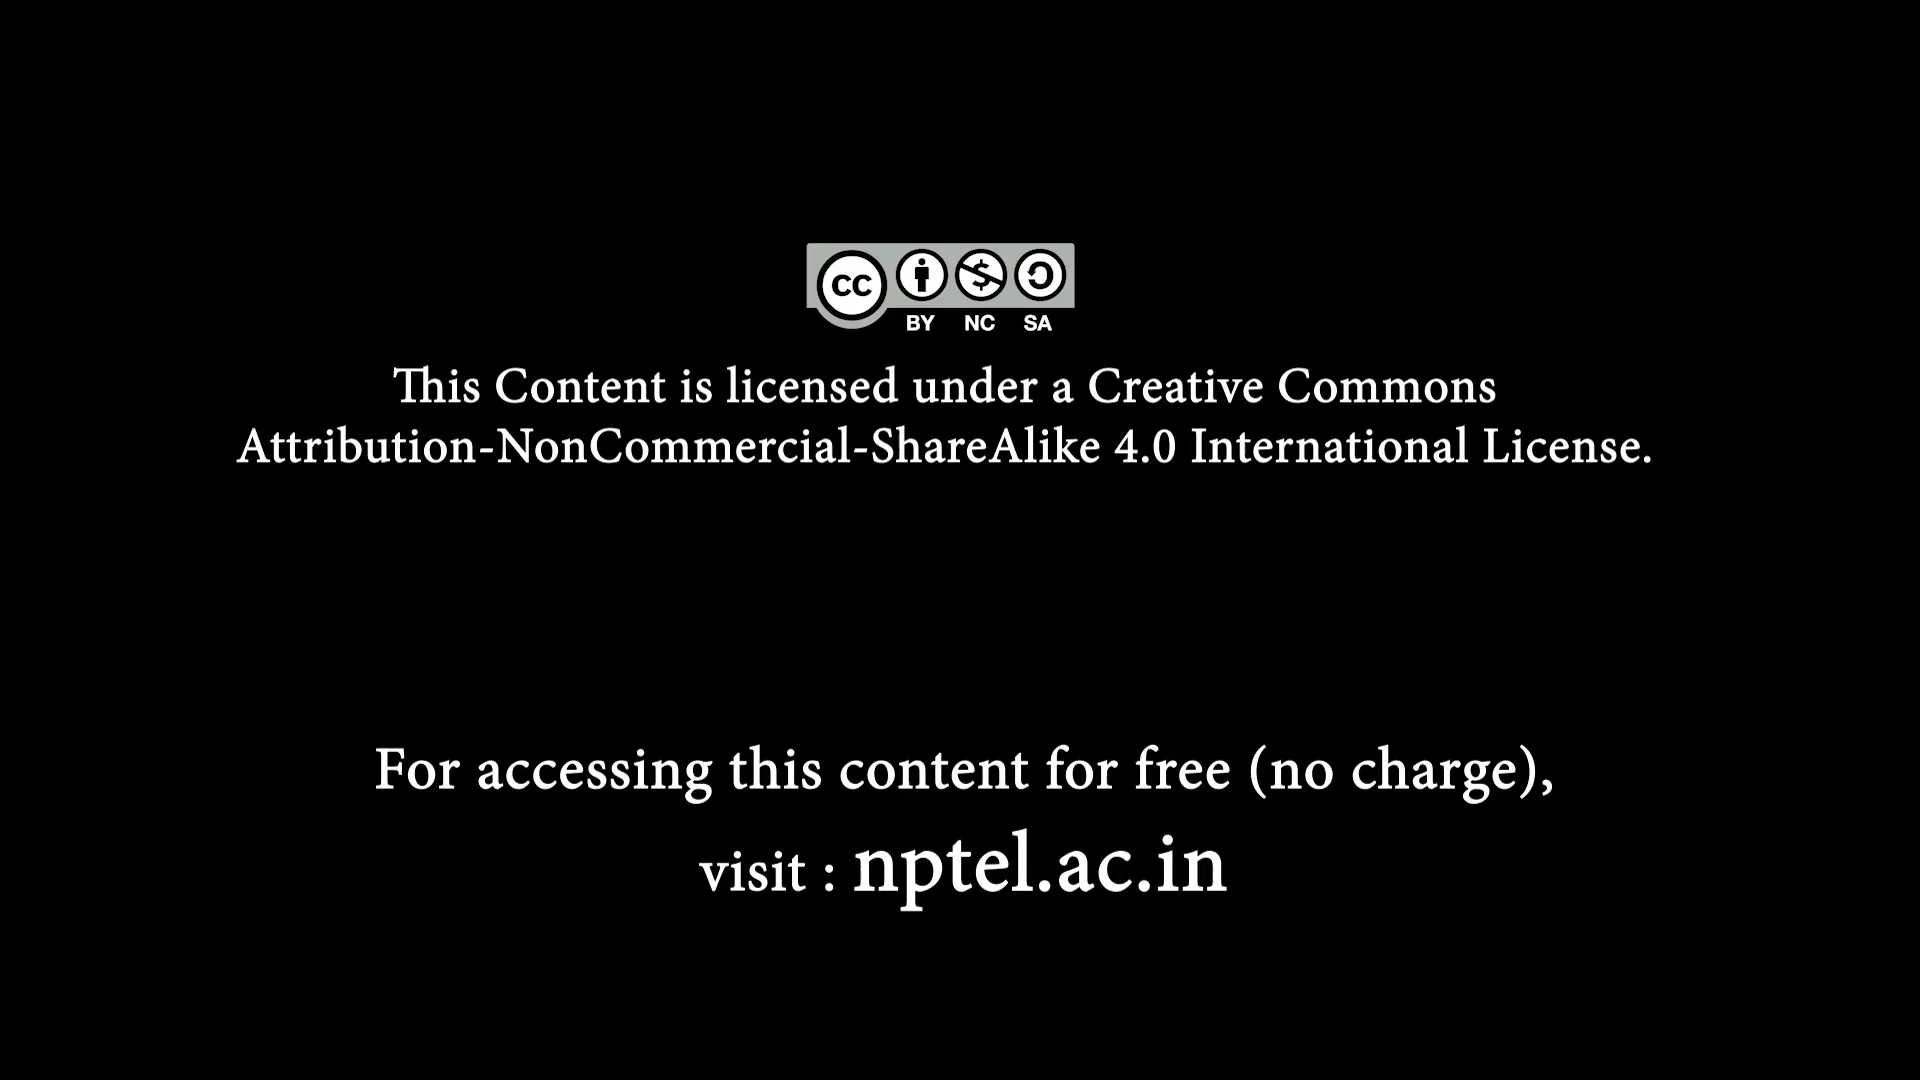 cc
BY NC SA
This Content is licensed under a Creative Commons
Attribution-NonCommercial-ShareAlike 4.0 International License.
For accessing this content for free (no charge),
visit : nptel.ac.in